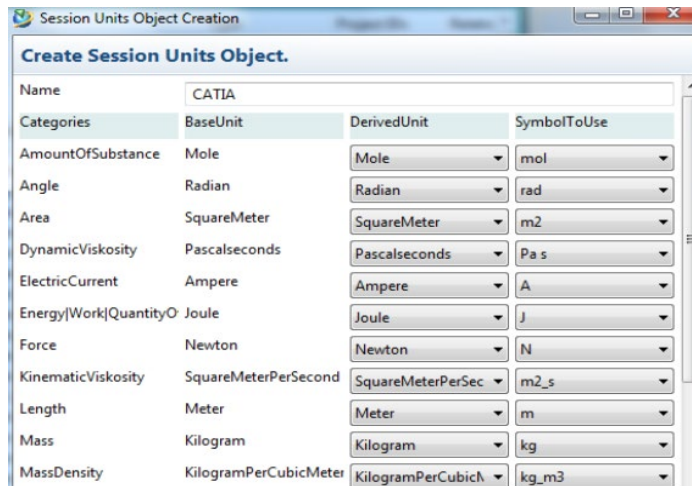 Session Units Object Creation
Create Session Units Object.
Name CATIA
Categories BaseUnit DerivedUnit SymbolToUse
AmountOfSubstance Mole Mole mol
Angle Radian Radian rad
Area SquareMeter SquareMeter m2
DynamicViskosity Pascalseconds Pascalseconds Pa s
ElectricCurrent Ampere Ampere A
Energy|Work|QuantityO Joule Joule J
Force Newton Newton N
KinematicViskosity SquareMeterPerSecond SquareMeterPerSec m2_s
Length Meter Meter m
Mass Kilogram Kilogram kg
MassDensity KilogramPerCubicMeter KilogramPerCubicM kg_m3